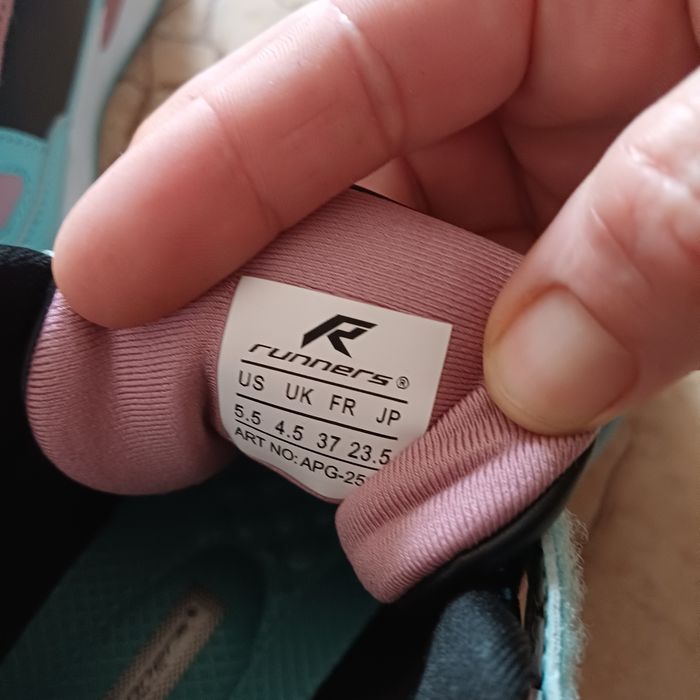 runners®
US UK FR JP
5.5 4.5 37 23.5
ART NO: APG-25